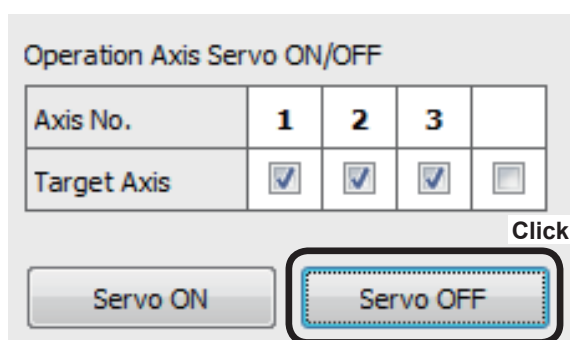 Operation Axis Servo ON/OFF
Axis No. 1 2 3
Target Axis
Click
Servo ON Servo OFF